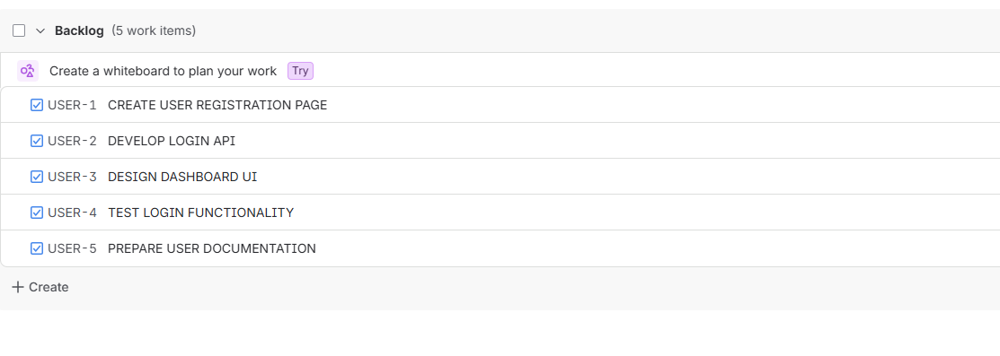 Backlog (5 work items)
Create a whiteboard to plan your work Try
USER-1 CREATE USER REGISTRATION PAGE
USER-2 DEVELOP LOGIN API
USER-3 DESIGN DASHBOARD UI
USER-4 TEST LOGIN FUNCTIONALITY
USER-5 PREPARE USER DOCUMENTATION
+ Create